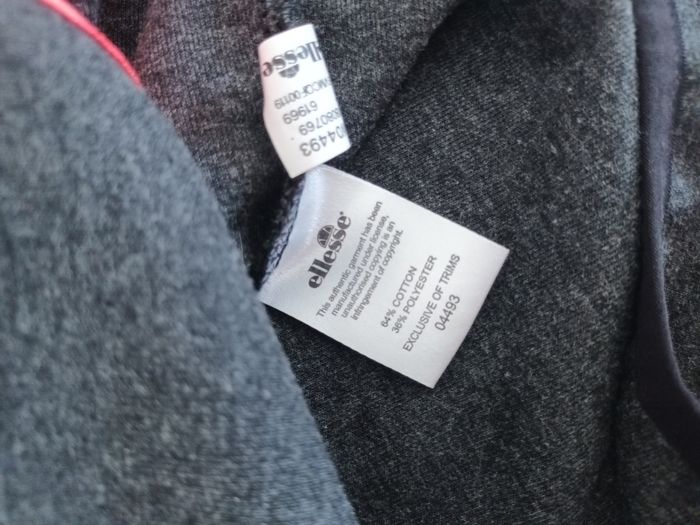 ellesse
This authentic garment has been
manufactured under license,
unauthorised copying is an
infringement of copyright.
64% COTTON
36% POLYESTER
EXCLUSIVE OF TRIMS
04493
ellesse
61969
04493